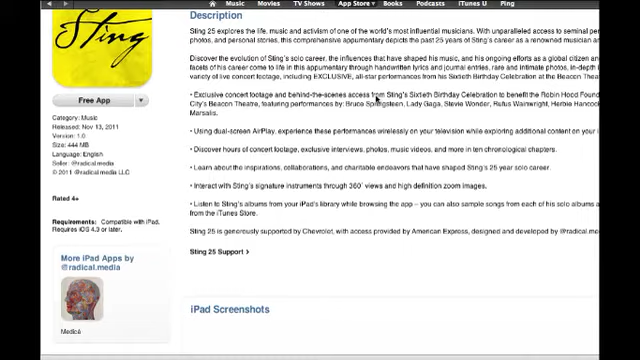 Music Movies TV Shows App Store Books Podcasts iTunes U Ping
Sting
Free App
Category: Music
Released: Nov 13, 2011
Version: 1.0
Size: 444 MB
Language: English
Seller: @radical.media
© 2011 @radical.media LLC
Rated 4+
Requirements: Compatible with iPad.
Requires iOS 4.3 or later.
More iPad Apps by
@radical.media
Medica
Description
Sting 25 explores the life, music and activism of one of the world's most influential musicians. With unparalleled access to seminal per
photos, and personal stories, this comprehensive appumentary depicts the past 25 years of Sting's career as a renowned musician an
Discover the evolution of Sting's solo career, the influences that have shaped his music, and his ongoing efforts as a global citizen an
facets of his career come to life in this appumentary through handwritten lyrics and journal entries, rare and intimate photos, in-depth
variety of live concert footage, including EXCLUSIVE, all-star performances from his Sixtieth Birthday Celebration at the Beacon Theat
• Exclusive concert footage and behind-the-scenes access from Sting's Sixtieth Birthday Celebration to benefit the Robin Hood Found
City's Beacon Theatre, featuring performances by: Bruce Springsteen, Lady Gaga, Stevie Wonder, Rufus Wainwright, Herbie Hancock
Marsalis.
• Using dual-screen AirPlay, experience these performances wirelessly on your television while exploring additional content on your i
• Discover hours of concert footage, exclusive interviews, photos, music videos, and more in ten chronological chapters.
• Learn about the inspirations, collaborations, and charitable endeavors that have shaped Sting's 25 year solo career.
• Interact with Sting's signature instruments through 360˚ views and high definition zoom images.
• Listen to Sting's albums from your iPad's library while browsing the app – you can also sample songs from each of his solo albums a
from the iTunes Store.
Sting 25 is generously supported by Chevrolet, with access provided by American Express, designed and developed by @radical.me
Sting 25 Support
iPad Screenshots